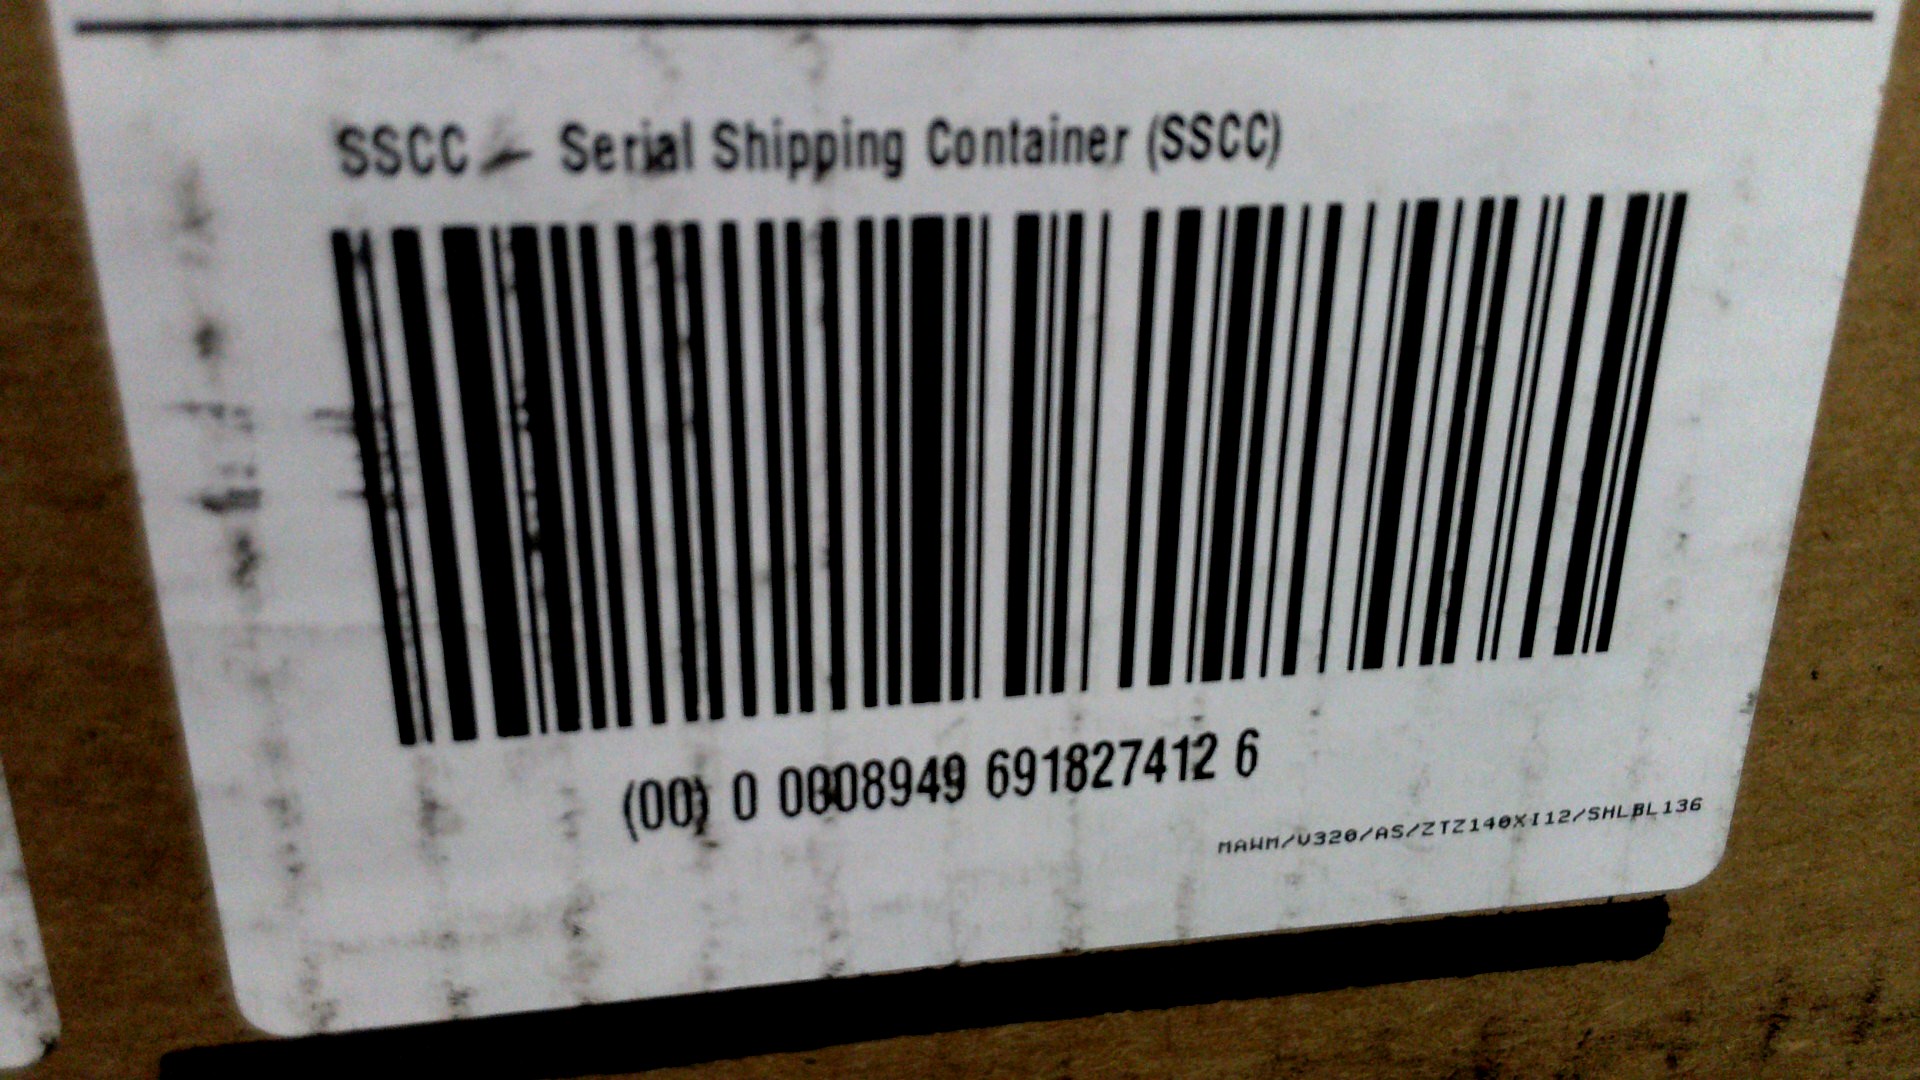 SSCC - Serial Shipping Container (SSCC)
(00) 0 0008949 691827412 6
MAWM/V320/AS/ZTZ140XI12/SHLBL136